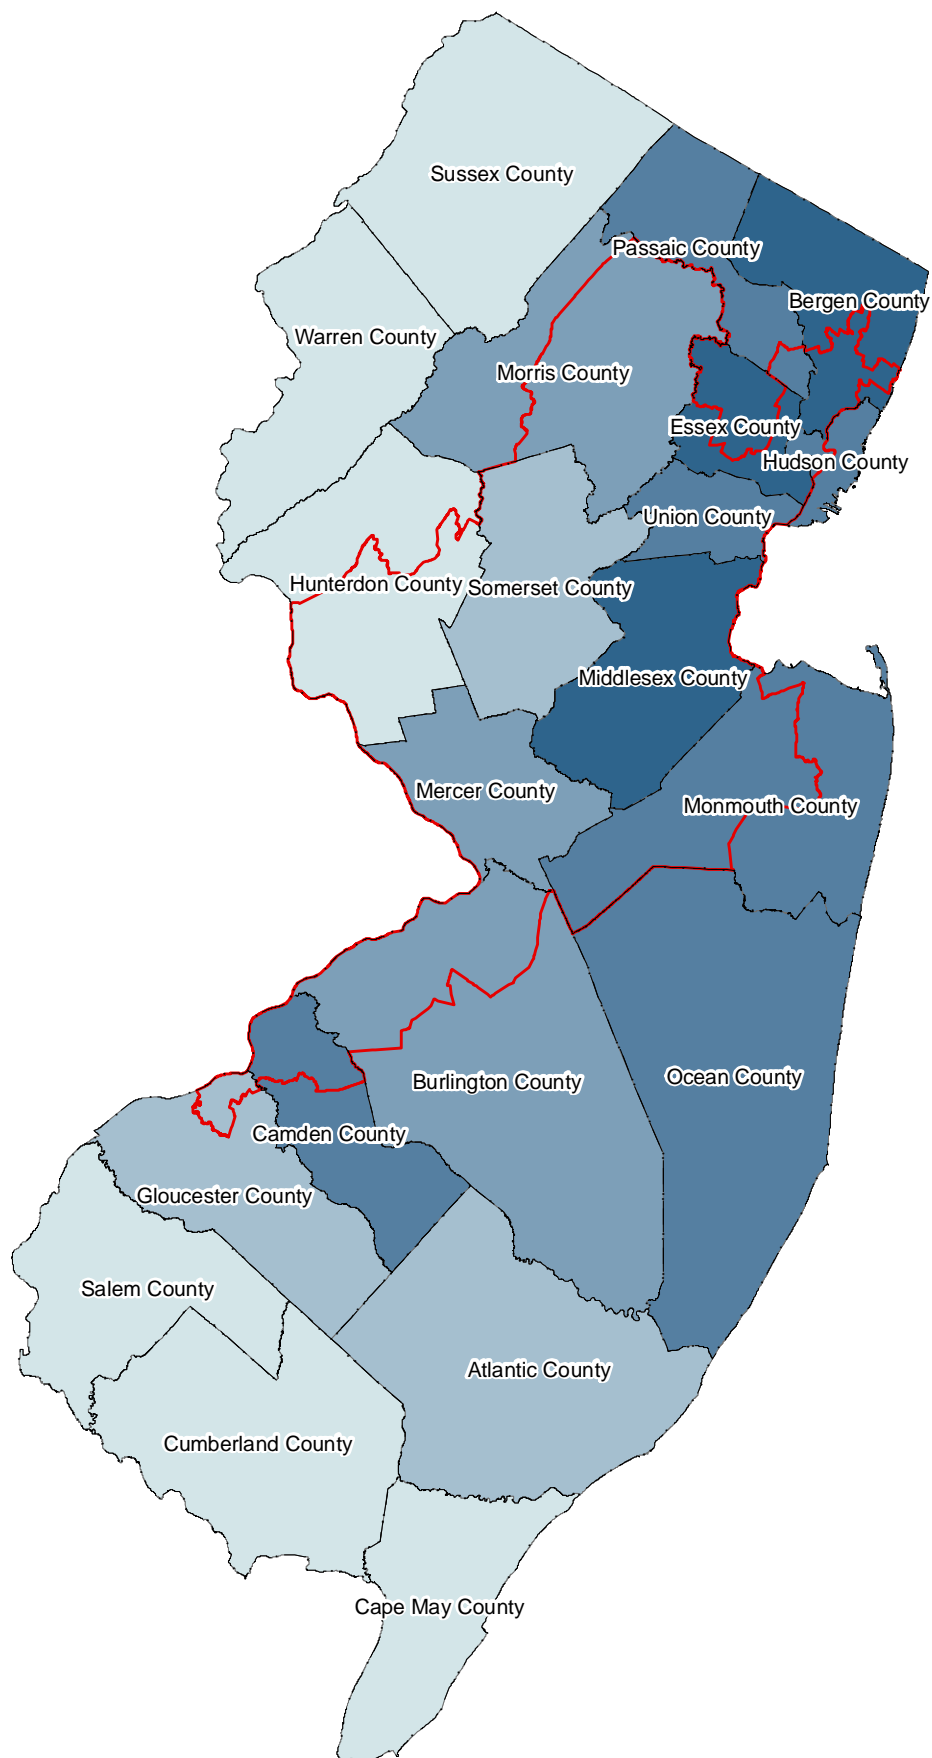 Sussex County
Passaic County
Bergen County
Warren County
Morris County
Essex County
Hudson County
Union County
Hunterdon County
Somerset County
Middlesex County
Mercer County
Monmouth County
Ocean County
Burlington County
Camden County
Gloucester County
Salem County
Atlantic County
Cumberland County
Cape May County